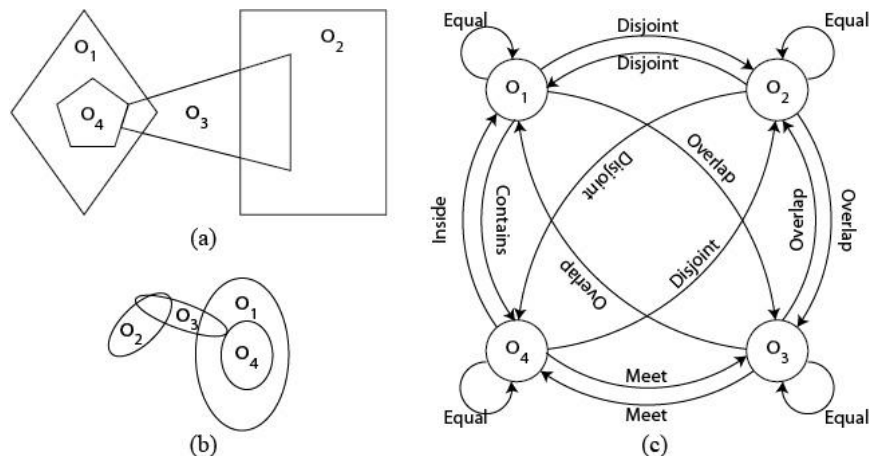 O1
O2
O3
O4
(a)
O1
O2
O3
O4
(b)
Equal
Disjoint
Equal
Disjoint
O1
O2
Disjoint
Overlap
Inside
Contains
Overlap
Overlap
Overlap
Disjoint
O4
O3
Meet
Equal
Meet
Equal
(c)